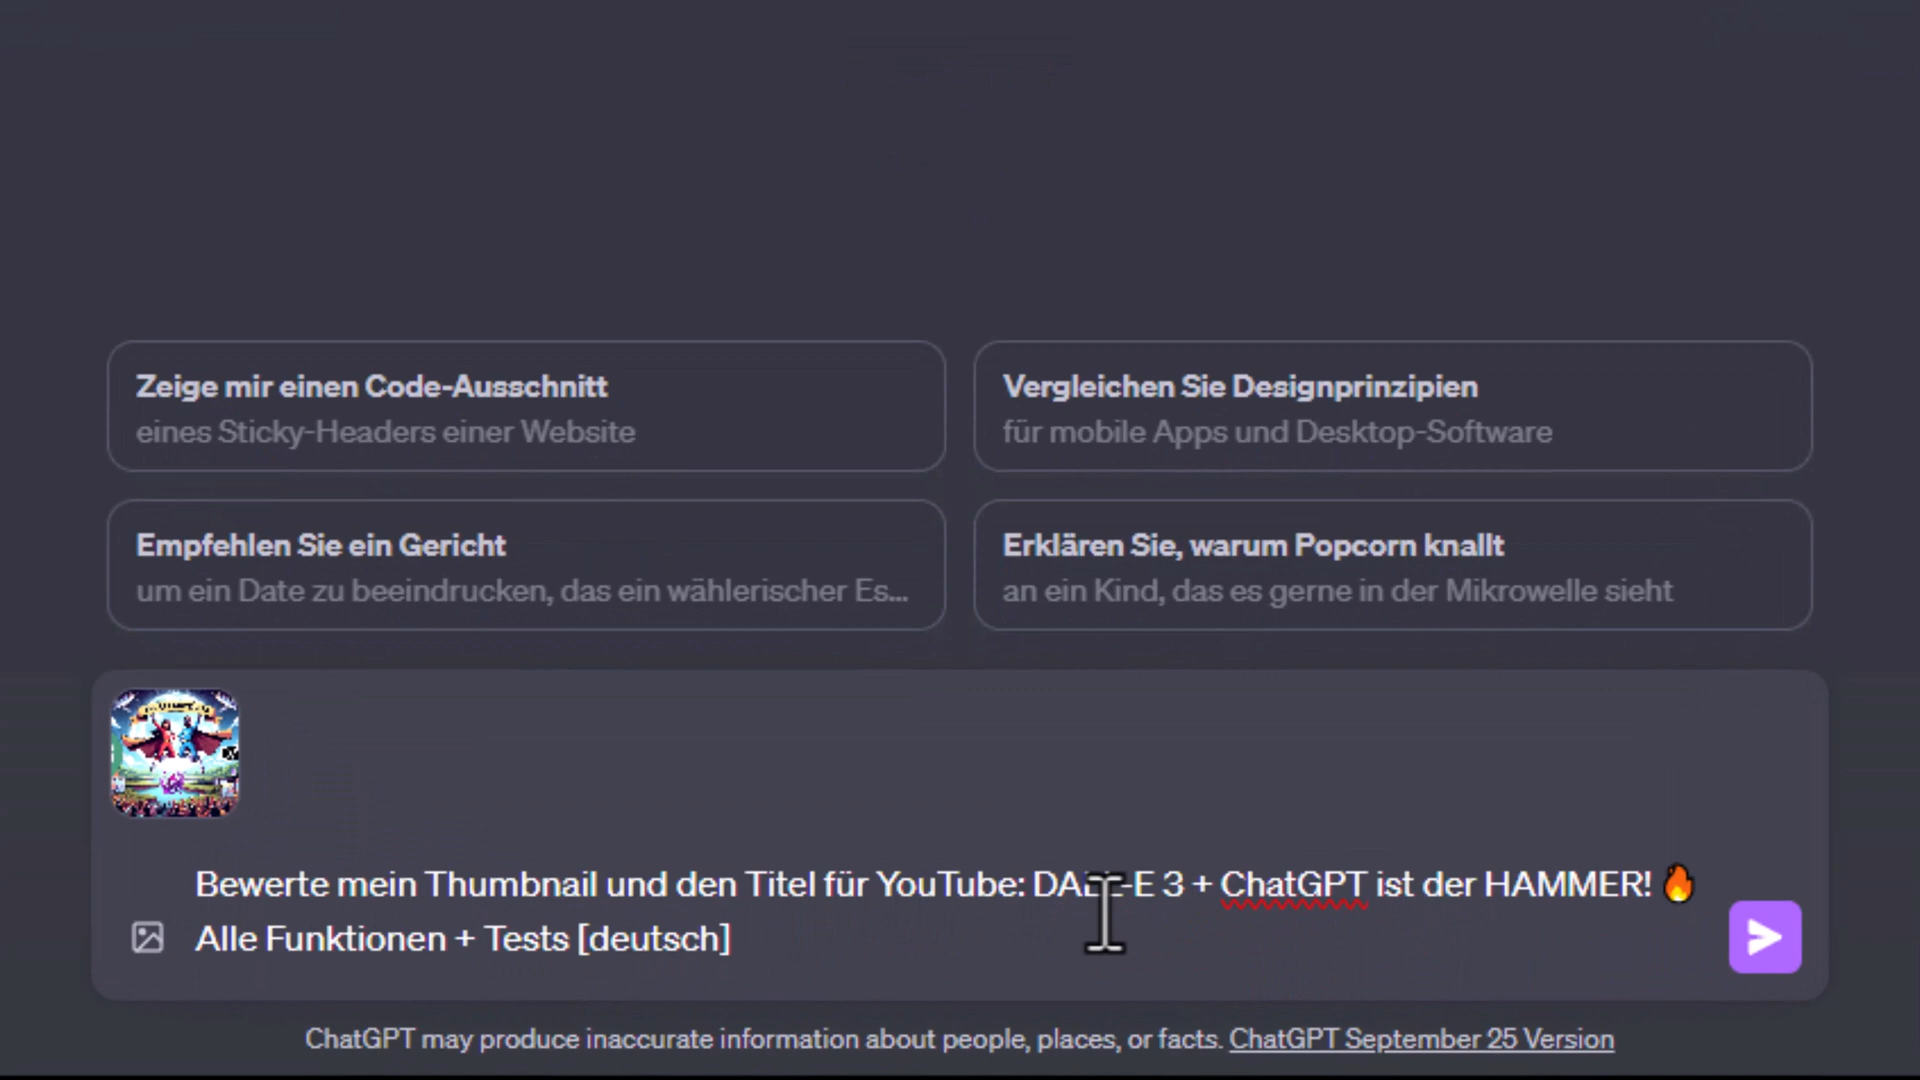 Zeige mir einen Code-Ausschnitt
eines Sticky-Headers einer Website
Vergleichen Sie Designprinzipien
für mobile Apps und Desktop-Software
Empfehlen Sie ein Gericht
um ein Date zu beeindrucken, das ein wählerischer Es...
Erklären Sie, warum Popcorn knallt
an ein Kind, das es gerne in der Mikrowelle sieht
Bewerte mein Thumbnail und den Titel für YouTube: DALL-E 3 + ChatGPT ist der HAMMER! 🔥
Alle Funktionen + Tests [deutsch]
ChatGPT may produce inaccurate information about people, places, or facts. ChatGPT September 25 Version